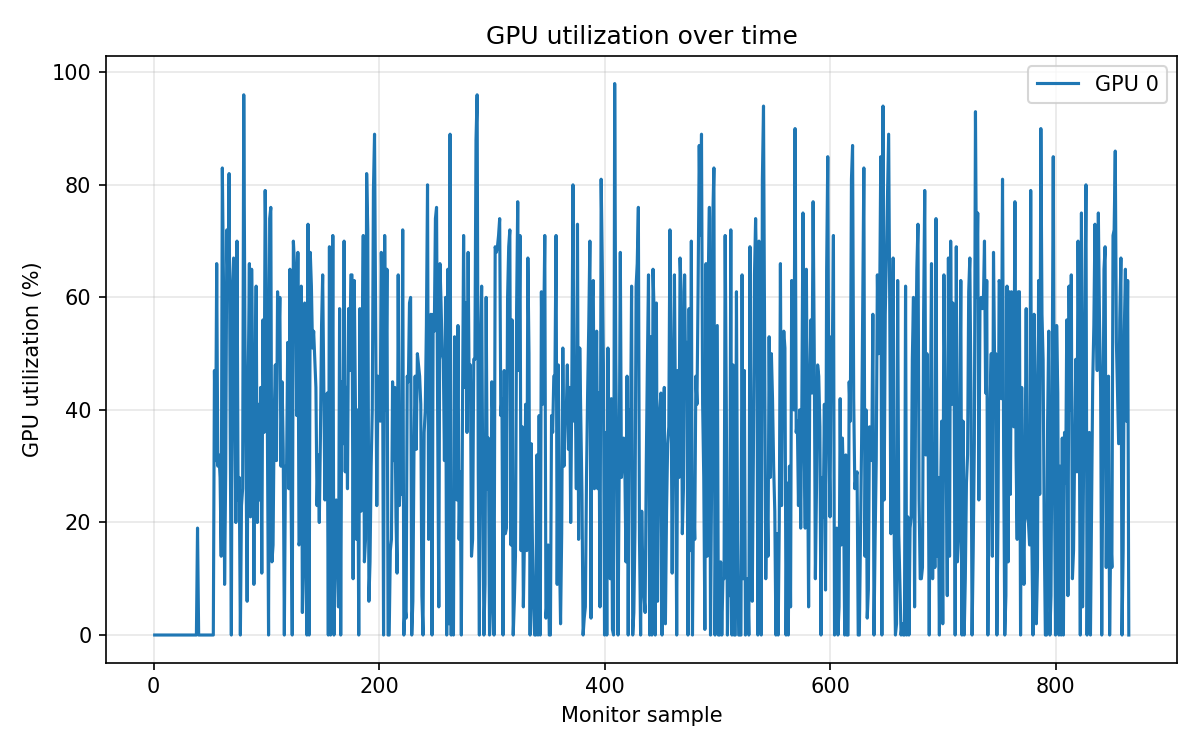 GPU utilization over time
GPU 0
GPU utilization (%)
100
80
60
40
20
0
0 200 400 600 800
Monitor sample